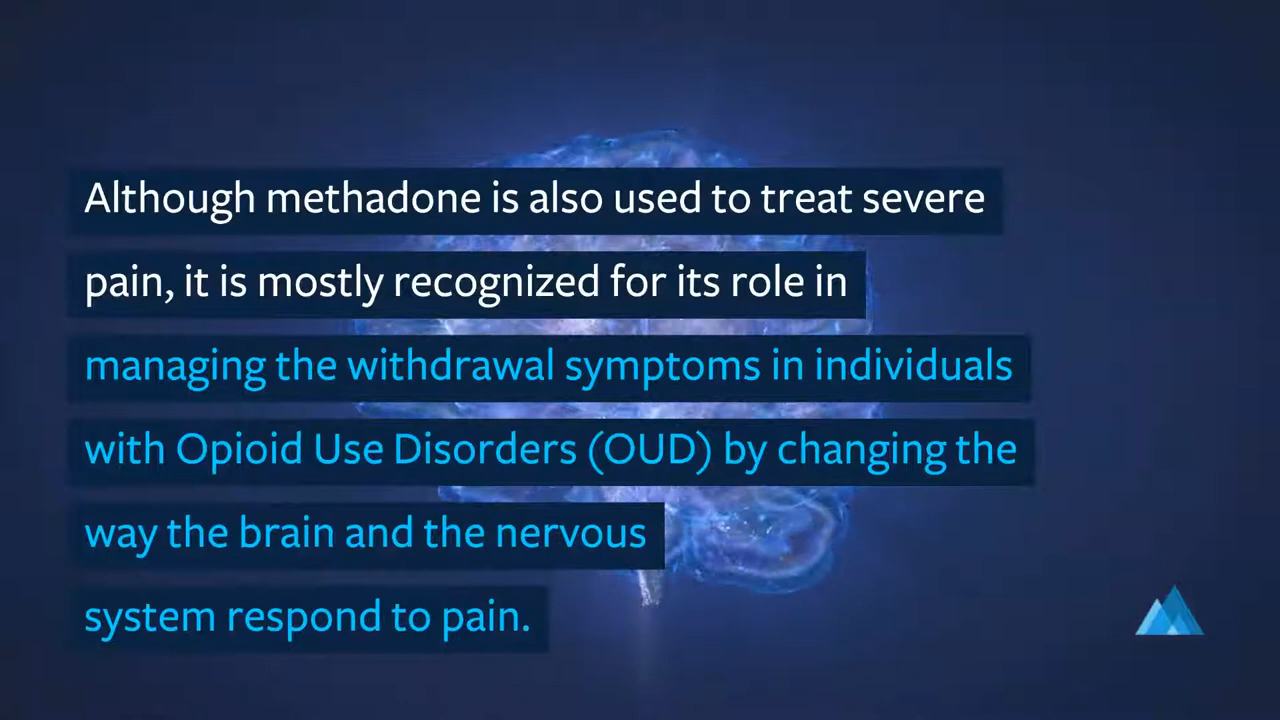 Although methadone is also used to treat severe
pain, it is mostly recognized for its role in
managing the withdrawal symptoms in individuals
with Opioid Use Disorders (OUD) by changing the
way the brain and the nervous
system respond to pain.